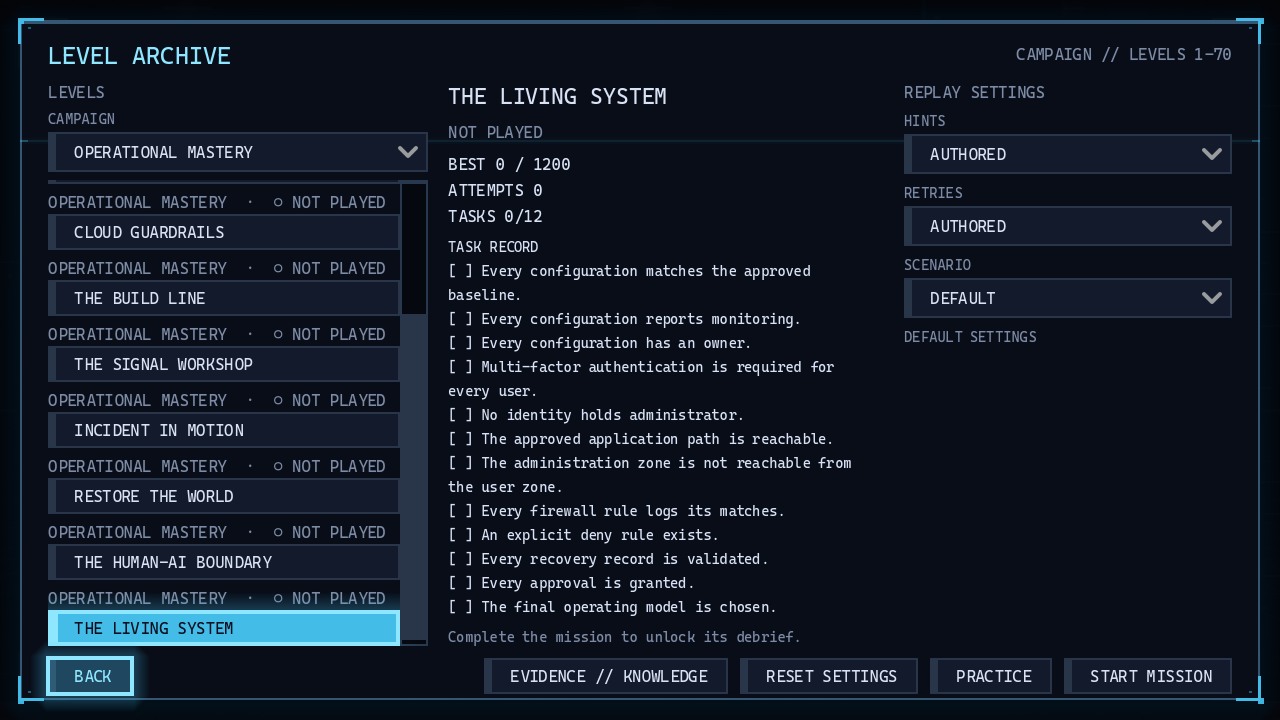 LEVEL ARCHIVE
CAMPAIGN // LEVELS 1-70
LEVELS
CAMPAIGN
OPERATIONAL MASTERY
OPERATIONAL MASTERY · ○ NOT PLAYED
CLOUD GUARDRAILS
OPERATIONAL MASTERY · ○ NOT PLAYED
THE BUILD LINE
OPERATIONAL MASTERY · ○ NOT PLAYED
THE SIGNAL WORKSHOP
OPERATIONAL MASTERY · ○ NOT PLAYED
INCIDENT IN MOTION
OPERATIONAL MASTERY · ○ NOT PLAYED
RESTORE THE WORLD
OPERATIONAL MASTERY · ○ NOT PLAYED
THE HUMAN-AI BOUNDARY
OPERATIONAL MASTERY · ○ NOT PLAYED
THE LIVING SYSTEM
THE LIVING SYSTEM
NOT PLAYED
BEST 0 / 1200
ATTEMPTS 0
TASKS 0/12
TASK RECORD
[ ] Every configuration matches the approved
baseline.
[ ] Every configuration reports monitoring.
[ ] Every configuration has an owner.
[ ] Multi-factor authentication is required for
every user.
[ ] No identity holds administrator.
[ ] The approved application path is reachable.
[ ] The administration zone is not reachable from
the user zone.
[ ] Every firewall rule logs its matches.
[ ] An explicit deny rule exists.
[ ] Every recovery record is validated.
[ ] Every approval is granted.
[ ] The final operating model is chosen.
Complete the mission to unlock its debrief.
REPLAY SETTINGS
HINTS
AUTHORED
RETRIES
AUTHORED
SCENARIO
DEFAULT
DEFAULT SETTINGS
BACK
EVIDENCE // KNOWLEDGE
RESET SETTINGS
PRACTICE
START MISSION